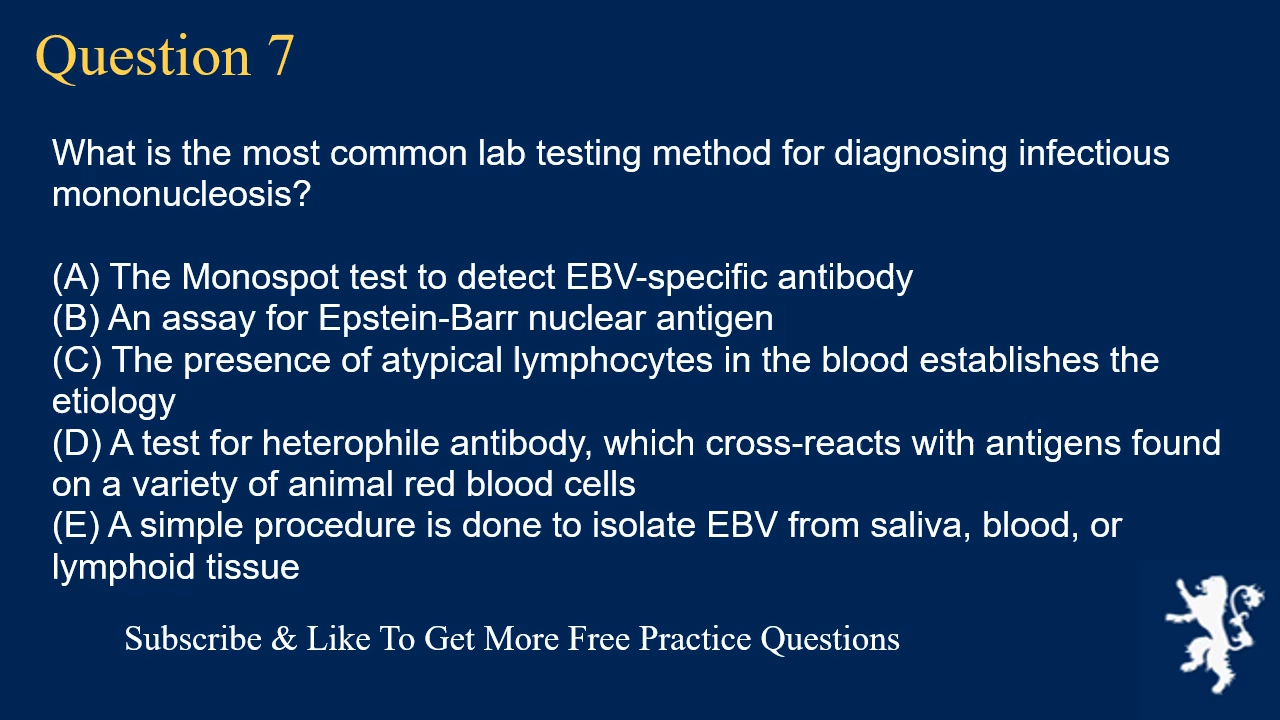 Question 7
What is the most common lab testing method for diagnosing infectious
mononucleosis?
(A) The Monospot test to detect EBV-specific antibody
(B) An assay for Epstein-Barr nuclear antigen
(C) The presence of atypical lymphocytes in the blood establishes the
etiology
(D) A test for heterophile antibody, which cross-reacts with antigens found
on a variety of animal red blood cells
(E) A simple procedure is done to isolate EBV from saliva, blood, or
lymphoid tissue
Subscribe & Like To Get More Free Practice Questions